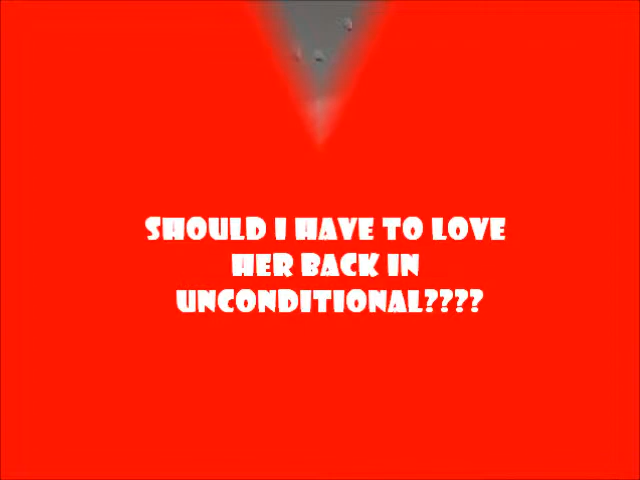 SHOULD I HAVE TO LOVE
HER BACK IN
UNCONDITIONAL????